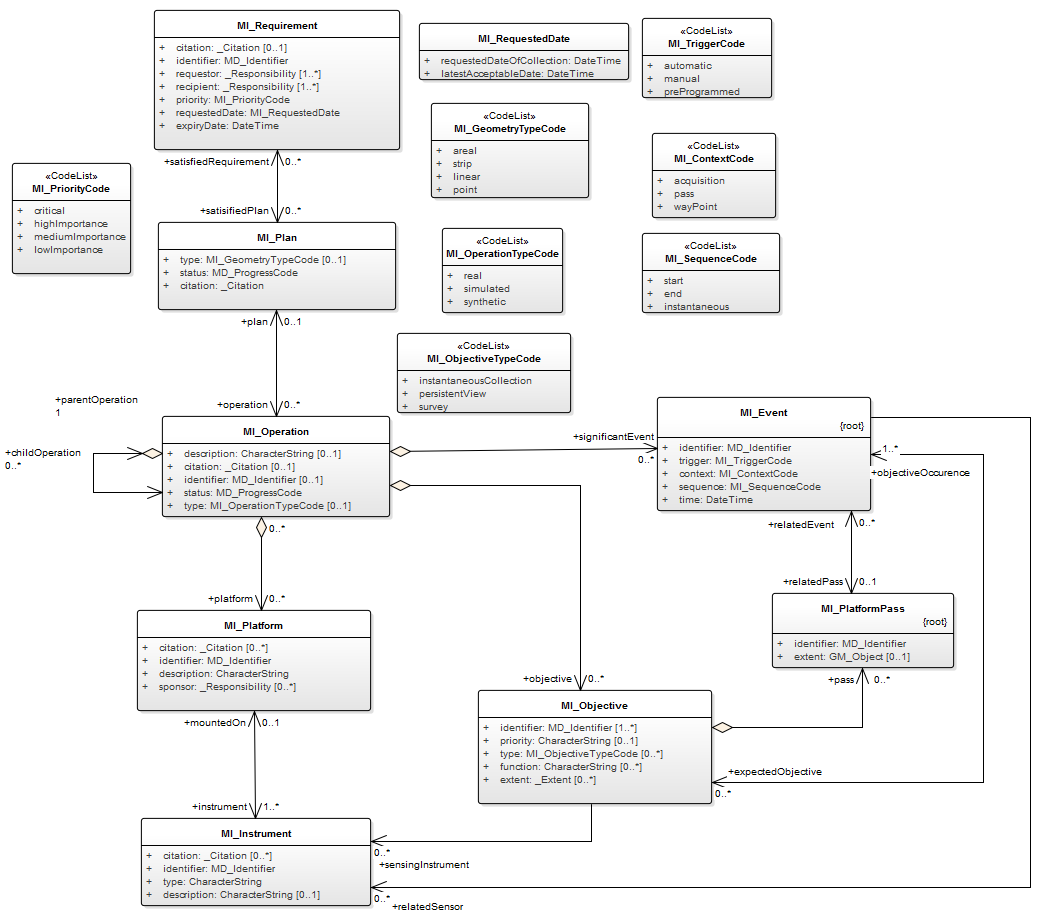 MI_Requirement
+ citation: _Citation [0..1]
+ identifier: MD_Identifier
+ requestor: _Responsibility [1..*]
+ recipient: _Responsibility [1..*]
+ priority: MI_PriorityCode
+ requestedDate: MI_RequestedDate
+ expiryDate: DateTime
MI_RequestedDate
+ requestedDateOfCollection: DateTime
+ latestAcceptableDate: DateTime
«CodeList»
MI_TriggerCode
+ automatic
+ manual
+ preProgrammed
«CodeList»
MI_GeometryTypeCode
+ areal
+ strip
+ linear
+ point
«CodeList»
MI_ContextCode
+ acquisition
+ pass
+ wayPoint
«CodeList»
MI_PriorityCode
+ critical
+ highImportance
+ mediumImportance
+ lowImportance
+satisfiedRequirement
0..*
+satisifiedPlan
0..*
MI_Plan
+ type: MI_GeometryTypeCode [0..1]
+ status: MD_ProgressCode
+ citation: _Citation
«CodeList»
MI_OperationTypeCode
+ real
+ simulated
+ synthetic
«CodeList»
MI_SequenceCode
+ start
+ end
+ instantaneous
+plan
0..1
+operation
0..*
«CodeList»
MI_ObjectiveTypeCode
+ instantaneousCollection
+ persistentView
+ survey
+parentOperation
1
+childOperation
0..*
MI_Operation
+ description: CharacterString [0..1]
+ citation: _Citation [0..1]
+ identifier: MD_Identifier [0..1]
+ status: MD_ProgressCode
+ type: MI_OperationTypeCode [0..1]
+significantEvent
0..*
MI_Event
{root}
+ identifier: MD_Identifier
+ trigger: MI_TriggerCode
+ context: MI_ContextCode
+ sequence: MI_SequenceCode
+ time: DateTime
1..*
+objectiveOccurence
+relatedEvent
0..*
+relatedPass
0..1
0..*
+platform
0..*
MI_Platform
+ citation: _Citation [0..*]
+ identifier: MD_Identifier
+ description: CharacterString
+ sponsor: _Responsibility [0..*]
MI_PlatformPass
{root}
+ identifier: MD_Identifier
+ extent: GM_Object [0..1]
+pass
0..*
+objective
0..*
MI_Objective
+ identifier: MD_Identifier [1..*]
+ priority: CharacterString [0..1]
+ type: MI_ObjectiveTypeCode [0..*]
+ function: CharacterString [0..*]
+ extent: _Extent [0..*]
+expectedObjective
0..*
+mountedOn
0..1
+instrument
1..*
MI_Instrument
+ citation: _Citation [0..*]
+ identifier: MD_Identifier
+ type: CharacterString
+ description: CharacterString [0..1]
0..*
+sensingInstrument
0..*
+relatedSensor